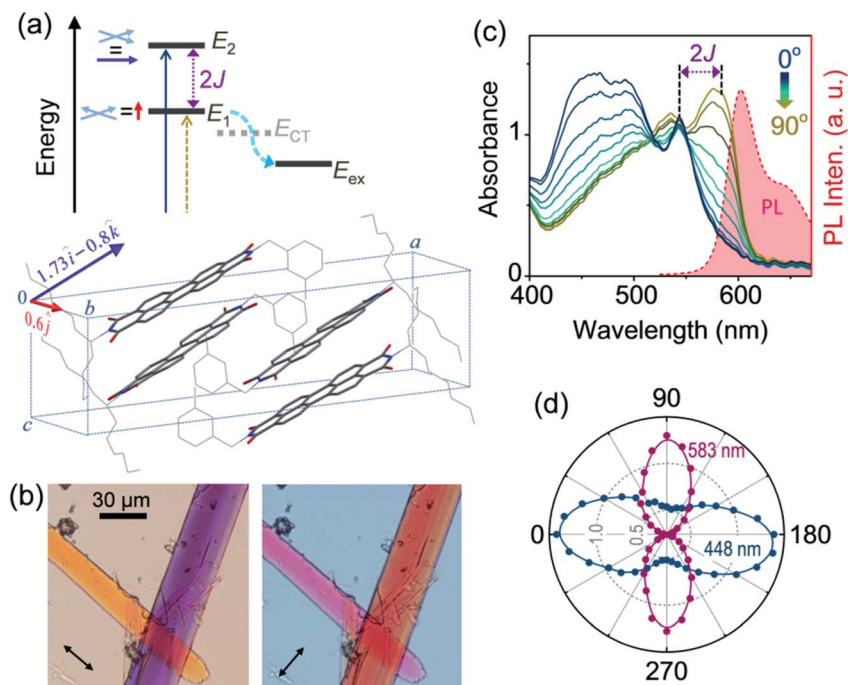 (a)
Energy
=
E₂
2J
=
E₁
E_CT
E_ex
1.73î−0.8k̂
0
0.6ĵ
a
b
c
(b)
30 μm
(c)
Absorbance
1
0
2J
0°
90°
PL
PL Inten. (a. u.)
400
500
600
Wavelength (nm)
(d)
90
583 nm
0
1.0
0.5
180
448 nm
270